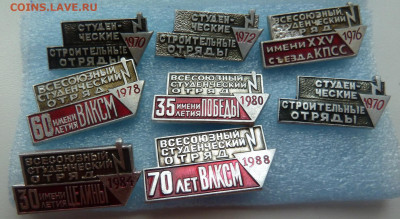 COINS.LAVE.RU
СТУДЕН-
ЧЕСКИЕ
1970
СТРОИТЕЛЬНЫЕ
ОТРЯДЫ
СТУДЕН-
ЧЕСКИЕ
1972
СТРОИТЕЛЬНЫЕ
ОТРЯДЫ
ВСЕСОЮЗНЫЙ
СТУДЕНЧЕСКИЙ
ОТРЯД
1976
ИМЕНИ XXV
СЪЕЗДА КПСС
ВСЕСОЮЗНЫЙ
СТУДЕНЧЕСКИЙ
ОТРЯД
1978
60 ИМЕНИ
ЛЕТИЯ ВЛКСМ
ВСЕСОЮЗНЫЙ
СТУДЕНЧЕСКИЙ
ОТРЯД
1980
35 ИМЕНИ
ЛЕТИЯ ПОБЕДЫ
СТУДЕН-
ЧЕСКИЕ
1970
СТРОИТЕЛЬНЫЕ
ОТРЯДЫ
ВСЕСОЮЗНЫЙ
СТУДЕНЧЕСКИЙ
ОТРЯД
1984
30 ИМЕНИ
ЛЕТИЯ ЦЕЛИНЫ
ВСЕСОЮЗНЫЙ
СТУДЕНЧЕСКИЙ
ОТРЯД
1988
70 ЛЕТ ВЛКСМ